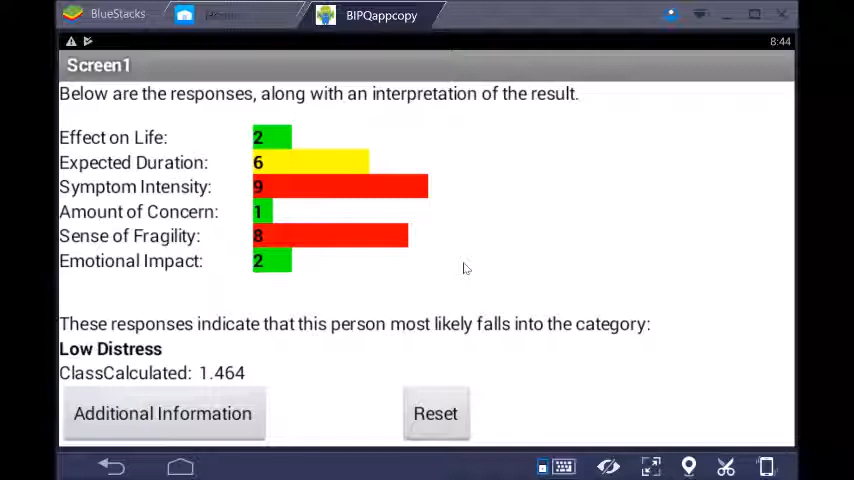 BlueStacks
BIPQappcopy
8:44
Screen1
Below are the responses, along with an interpretation of the result.
Effect on Life: 2
Expected Duration: 6
Symptom Intensity: 9
Amount of Concern: 1
Sense of Fragility: 8
Emotional Impact: 2
These responses indicate that this person most likely falls into the category:
Low Distress
ClassCalculated: 1.464
Additional Information
Reset